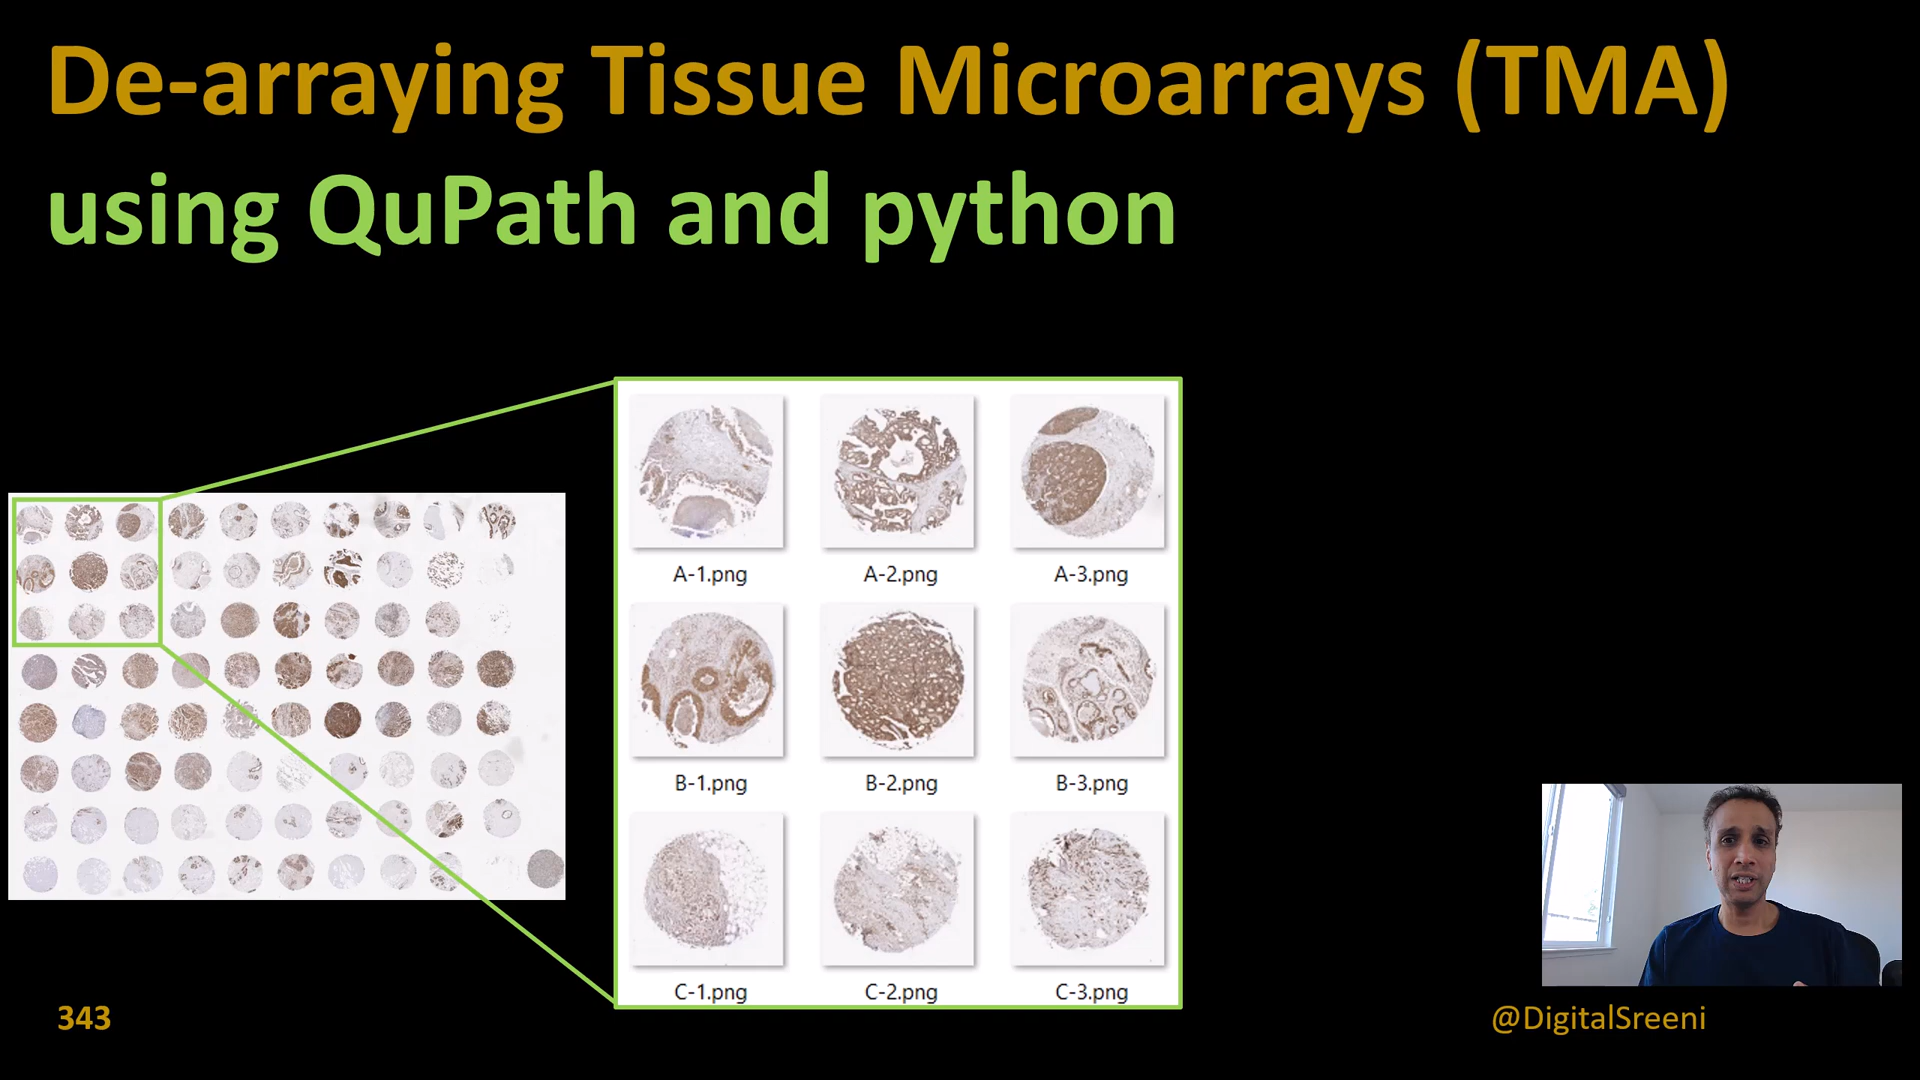 De-arraying Tissue Microarrays (TMA)
using QuPath and python
A-1.png
A-2.png
A-3.png
B-1.png
B-2.png
B-3.png
C-1.png
C-2.png
C-3.png
343
@DigitalSreeni